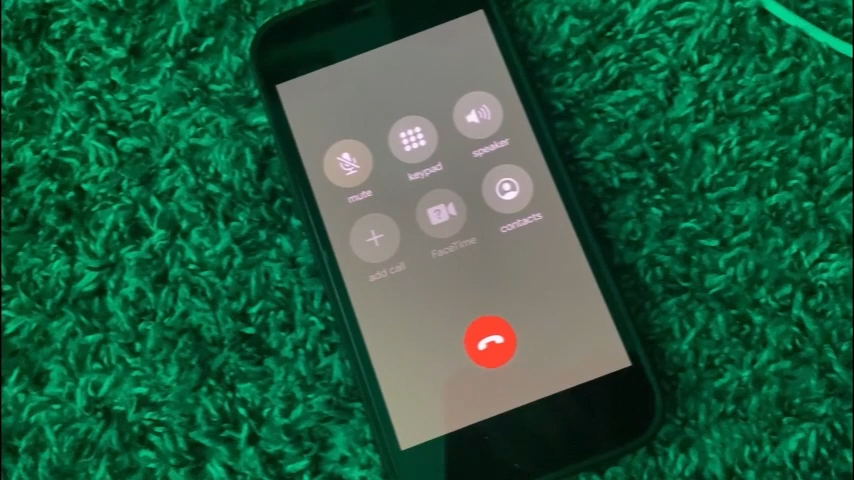 mute
keypad
speaker
add call
FaceTime
contacts